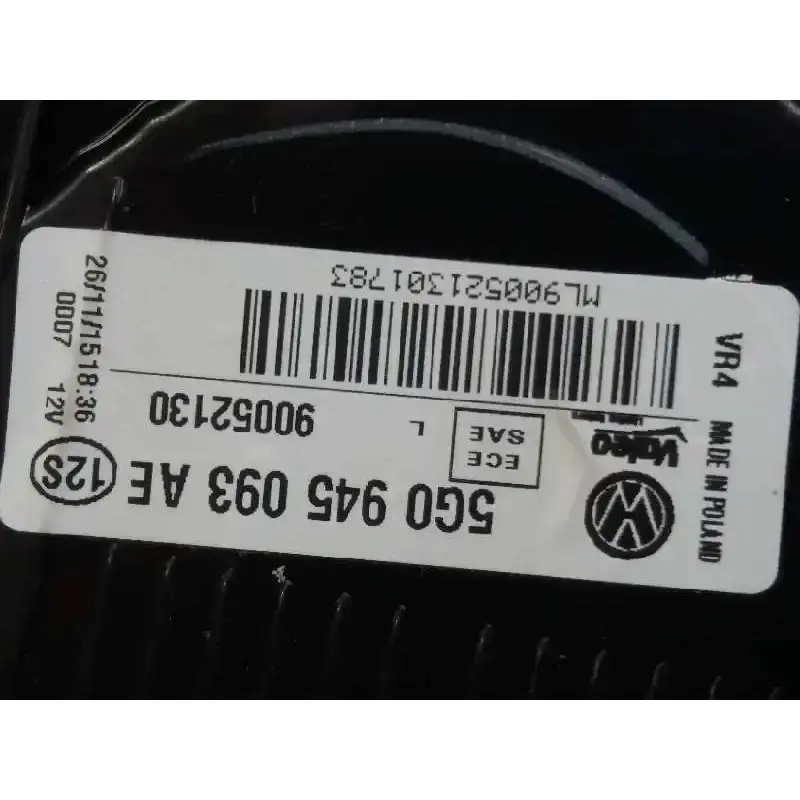 5G0 945 093 AE 12S
ECE
SAE
L
90052130
Valeo
ML900521301783
VR4 MADE IN POLAND
26/11/15 18:36
0007 12V